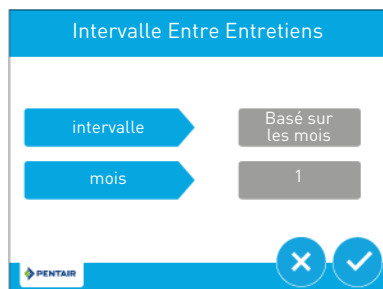 Intervalle Entre Entretiens
intervalle
Basé sur
les mois
mois
1
PENTAIR